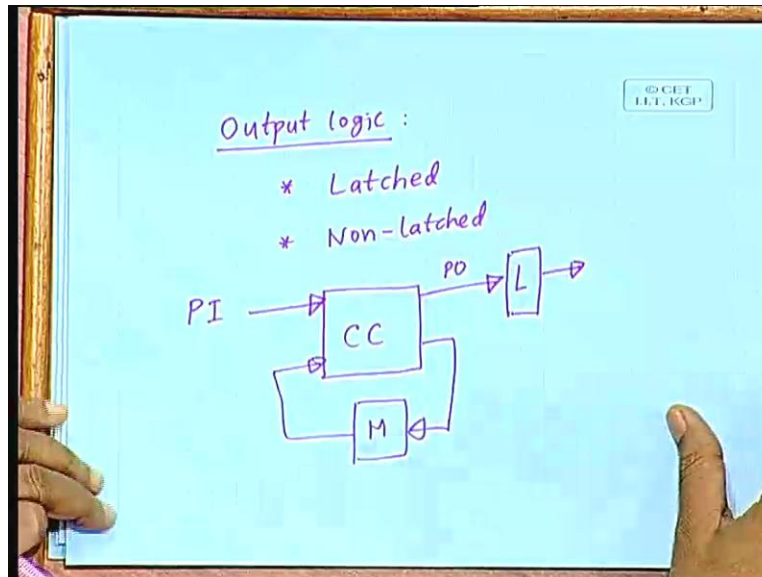 © CET
I.I.T. KGP
Output logic :
* Latched
* Non-latched
PI
CC
PO
L
M